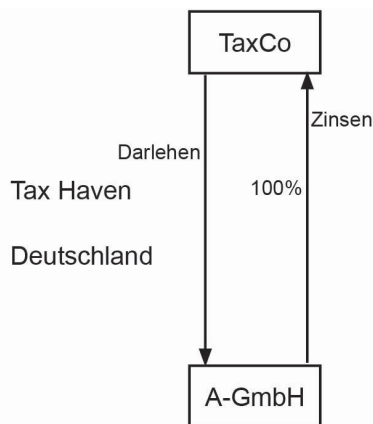 TaxCo
Zinsen
Darlehen
Tax Haven
100%
Deutschland
A-GmbH